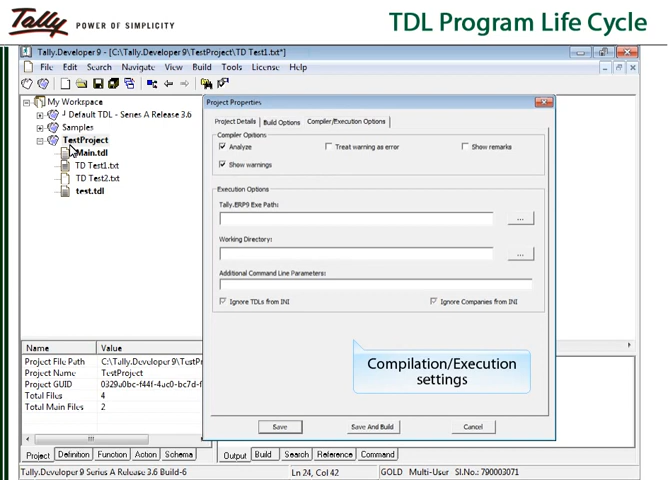 Tally POWER OF SIMPLICITY
TDL Program Life Cycle
Tally.Developer 9 - [C:\Tally.Developer 9\TestProject\TD Test1.txt*]
File Edit Search Navigate View Build Tools License Help
My Workspace
Default TDL - Series A Release 3.6
Samples
TestProject
Main.tdl
TD Test1.txt
TD Test2.txt
test.tdl
Project Properties
Project Details Build Options Compiler/Execution Options
Compiler Options
Analyze Treat warning as error Show remarks
Show warnings
Execution Options
Tally.ERP9 Exe Path:
...
Working Directory:
...
Additional Command Line Parameters:
Ignore TDLs from INI Ignore Companies from INI
Compilation/Execution
settings
Save Save And Build Cancel
Name Value
Project File Path C:\Tally.Developer 9\TestPr
Project Name TestProject
Project GUID
Total Files 4
Total Main Files 2
Project Definition Function Action Schema
Output Build Search Reference Command
Tally.Developer 9 Series A Release 3.6 Build-6 Ln 24, Col 42 GOLD Multi-User Sl.No.: 790003071